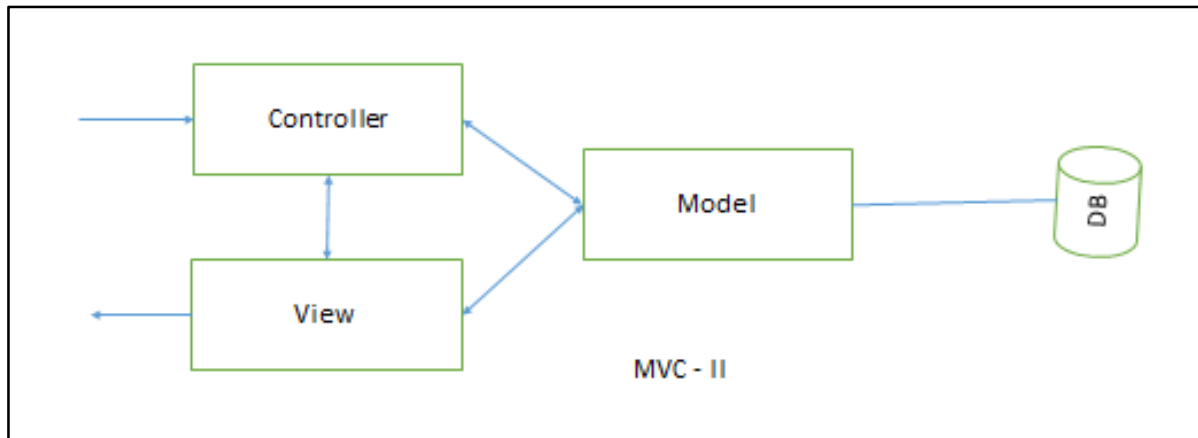 Controller
Model
DB
View
MVC - II